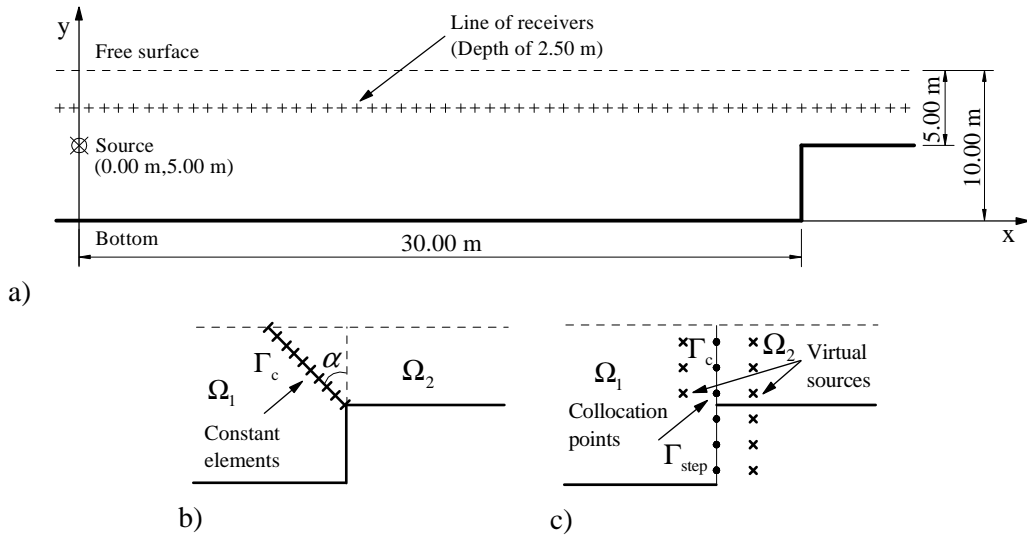 y
Line of receivers
(Depth of 2.50 m)
Free surface
Source
(0.00 m,5.00 m)
5.00 m
10.00 m
Bottom
30.00 m
x
a)
Γc
α
Ω1
Ω2
Constant
elements
b)
Γc
Ω2
Virtual
sources
Ω1
Collocation
points
Γstep
c)